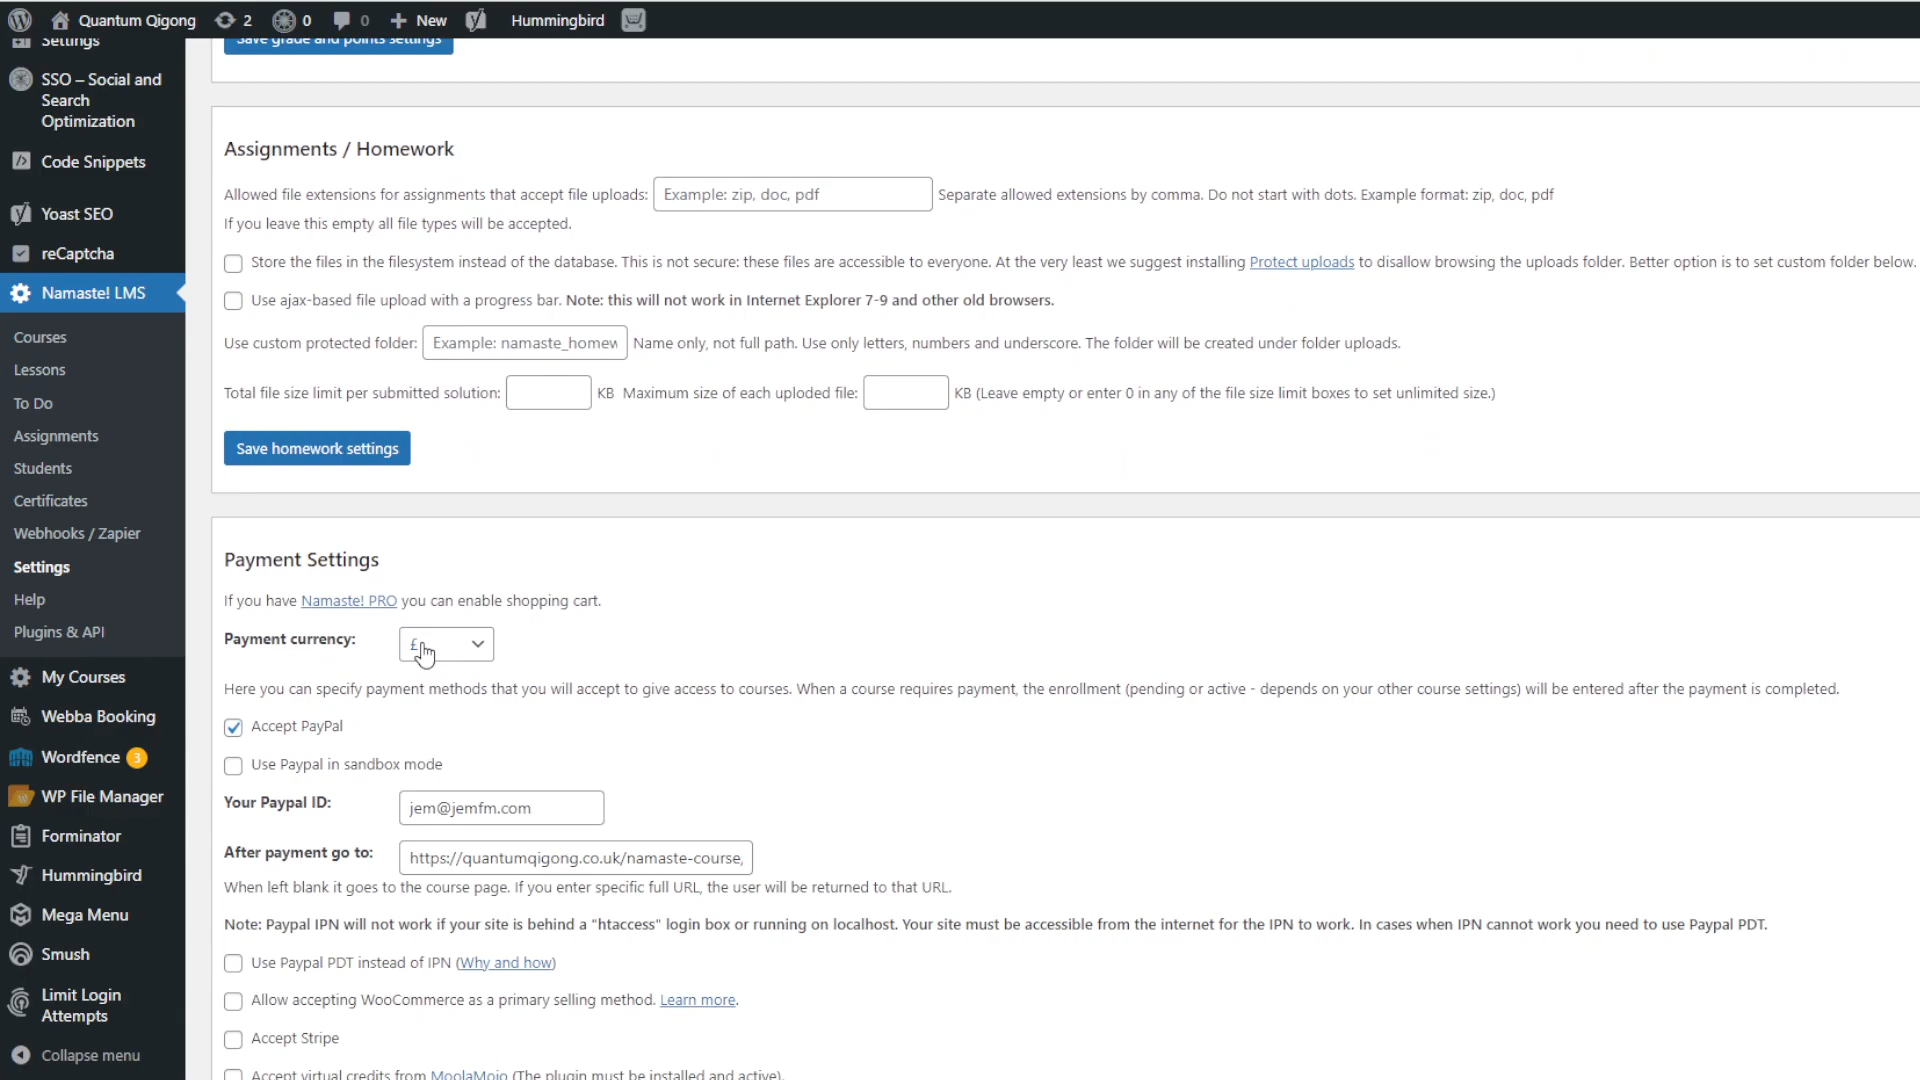 Quantum Qigong 2 0 0 New Hummingbird
Settings
SSO – Social and
Search
Optimization
Code Snippets
Yoast SEO
reCaptcha
Namaste! LMS
Courses
Lessons
To Do
Assignments
Students
Certificates
Webhooks / Zapier
Settings
Help
Plugins & API
My Courses
Webba Booking
Wordfence 3
WP File Manager
Forminator
Hummingbird
Mega Menu
Smush
Limit Login
Attempts
Collapse menu
Save grade and points settings
Assignments / Homework
Allowed file extensions for assignments that accept file uploads: Example: zip, doc, pdf Separate allowed extensions by comma. Do not start with dots. Example format: zip, doc, pdf
If you leave this empty all file types will be accepted.
Store the files in the filesystem instead of the database. This is not secure: these files are accessible to everyone. At the very least we suggest installing Protect uploads to disallow browsing the uploads folder. Better option is to set custom folder below.
Use ajax-based file upload with a progress bar. Note: this will not work in Internet Explorer 7-9 and other old browsers.
Use custom protected folder: Example: namaste_homew Name only, not full path. Use only letters, numbers and underscore. The folder will be created under folder uploads.
Total file size limit per submitted solution: KB Maximum size of each uploded file: KB (Leave empty or enter 0 in any of the file size limit boxes to set unlimited size.)
Save homework settings
Payment Settings
If you have Namaste! PRO you can enable shopping cart.
Payment currency: £
Here you can specify payment methods that you will accept to give access to courses. When a course requires payment, the enrollment (pending or active - depends on your other course settings) will be entered after the payment is completed.
Accept PayPal
Use Paypal in sandbox mode
Your Paypal ID: jem@jemfm.com
After payment go to: https://quantumqigong.co.uk/namaste-course,
When left blank it goes to the course page. If you enter specific full URL, the user will be returned to that URL.
Note: Paypal IPN will not work if your site is behind a "htaccess" login box or running on localhost. Your site must be accessible from the internet for the IPN to work. In cases when IPN cannot work you need to use Paypal PDT.
Use Paypal PDT instead of IPN (Why and how)
Allow accepting WooCommerce as a primary selling method. Learn more.
Accept Stripe
Accept virtual credits from MoolaMojo (The plugin must be installed and active).